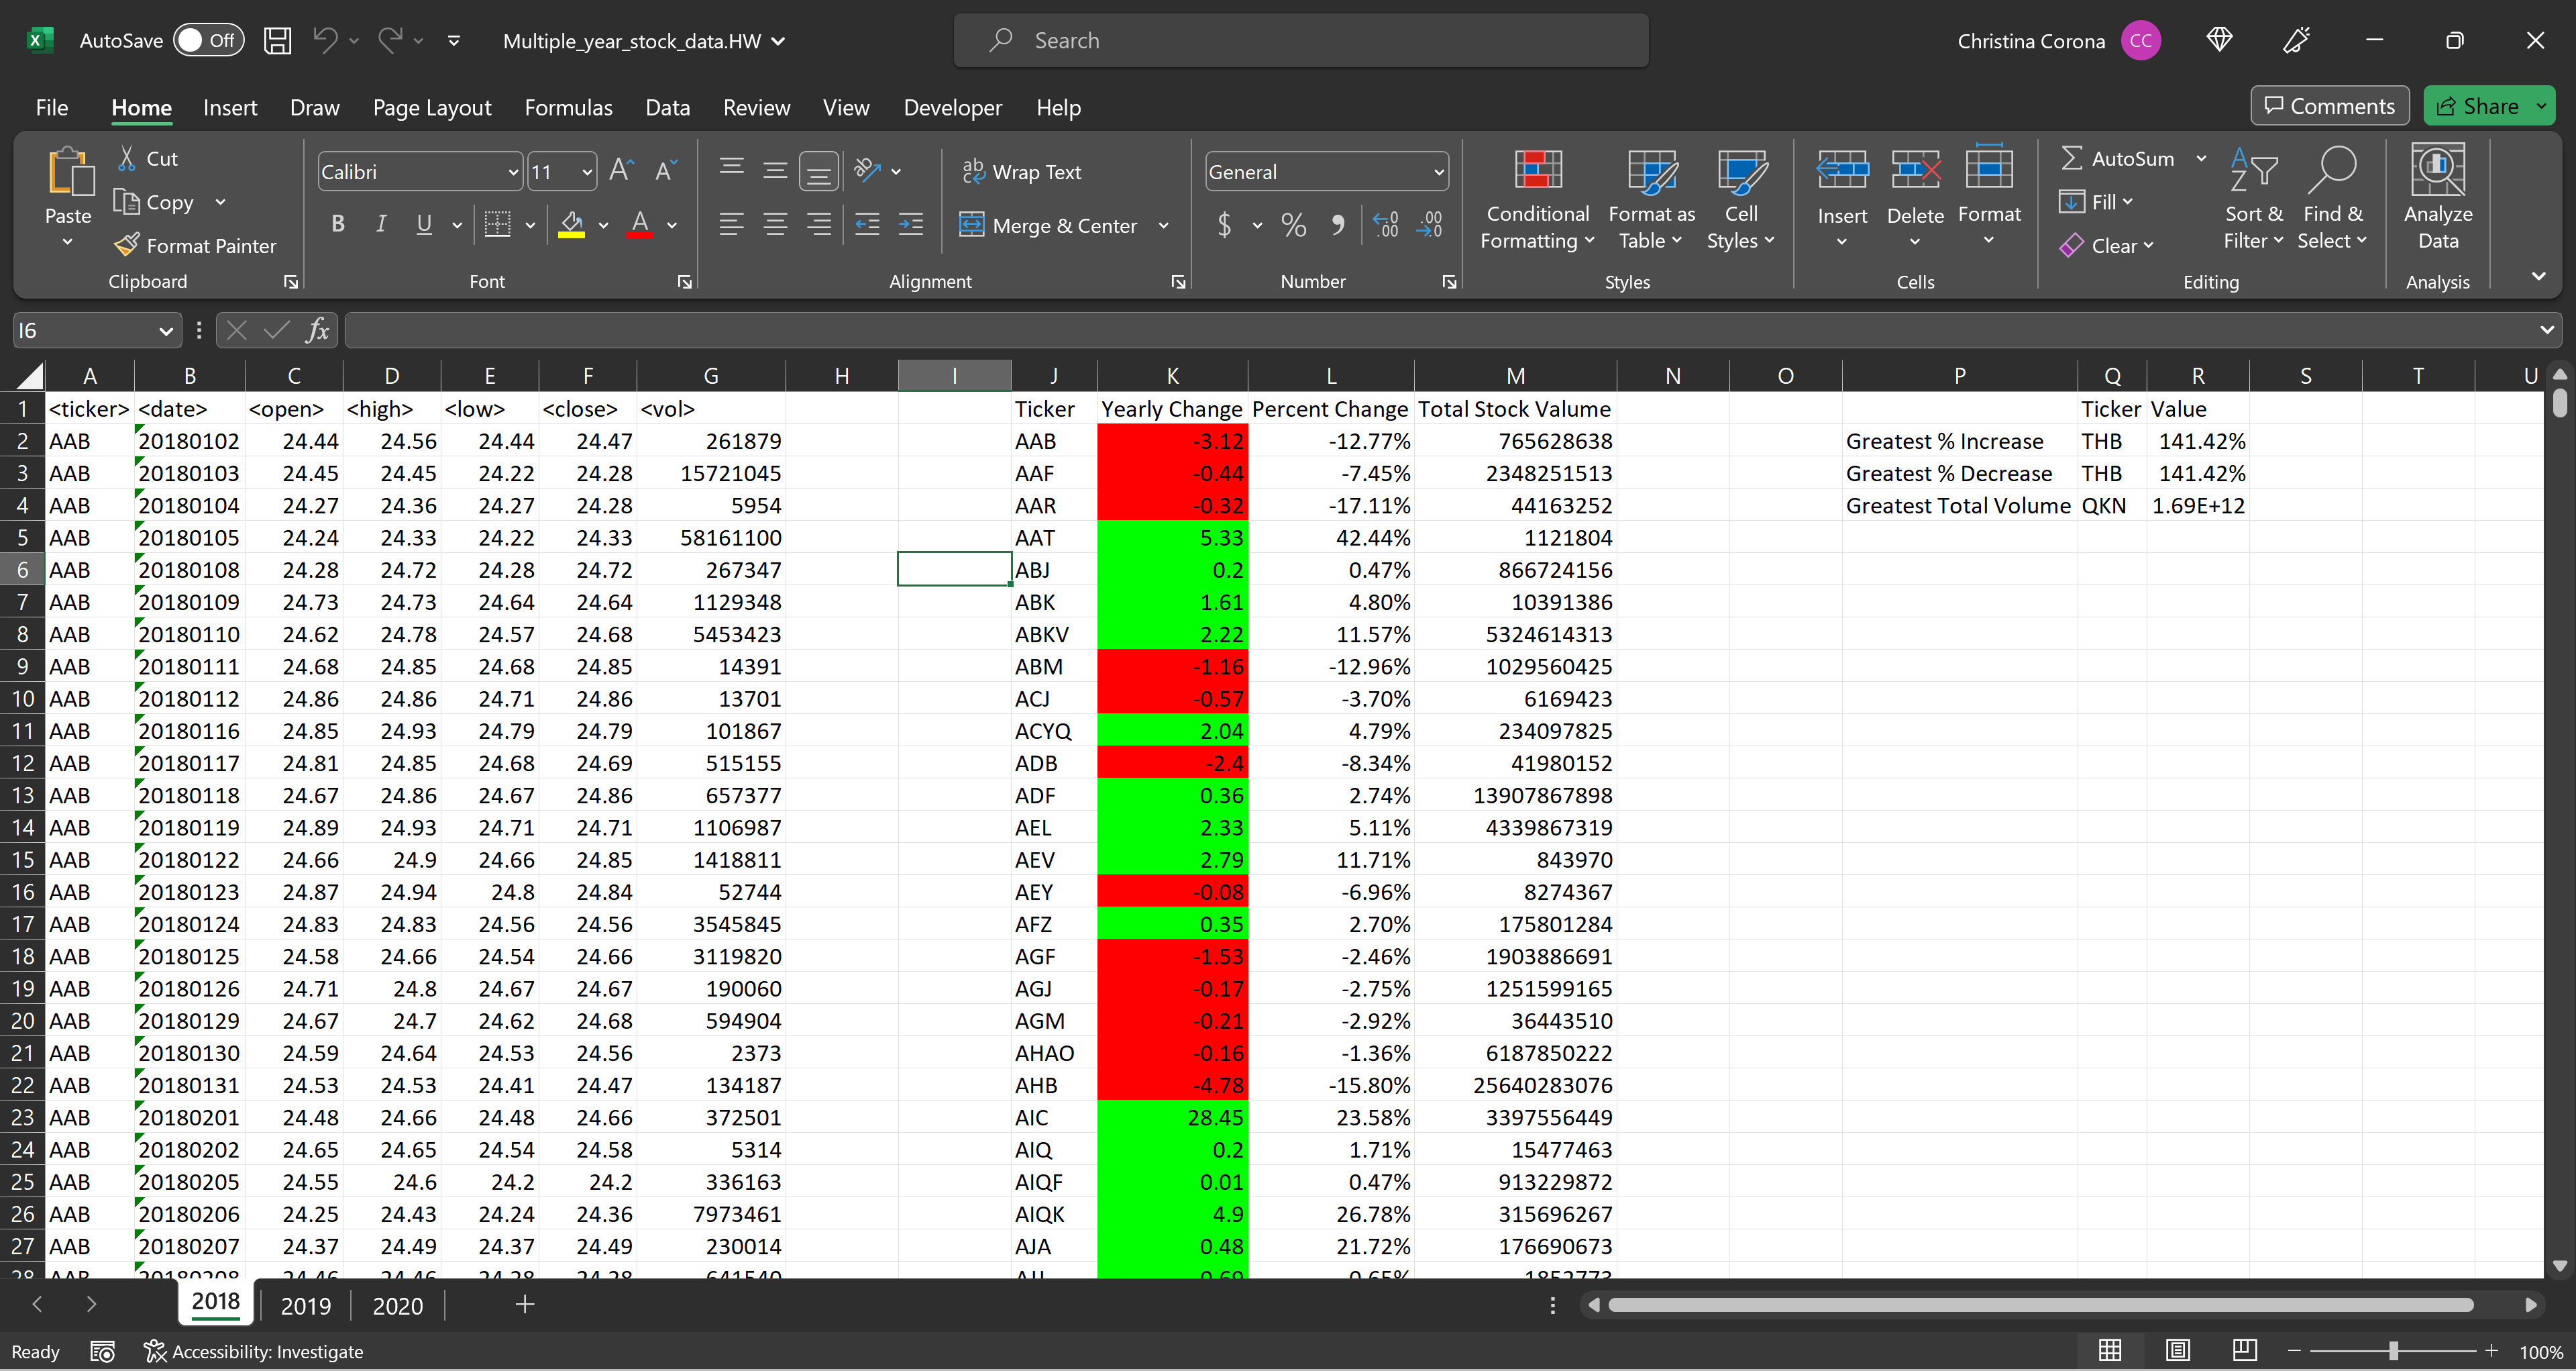 AutoSave Off Multiple_year_stock_data.HW Search Christina Corona CC
File Home Insert Draw Page Layout Formulas Data Review View Developer Help Comments Share
Paste Cut Copy Format Painter Clipboard
Calibri 11 B I U A Font
Wrap Text Merge & Center Alignment
General $ % Number
Conditional Formatting Format as Table Cell Styles Styles
Insert Delete Format Cells
AutoSum Fill Clear Sort & Filter Find & Select Editing
Analyze Data Analysis
I6 fx
A B C D E F G H I J K L M N O P Q R S T U
1 <ticker> <date> <open> <high> <low> <close> <vol> Ticker Yearly Change Percent Change Total Stock Valume Ticker Value
2 AAB 20180102 24.44 24.56 24.44 24.47 261879 AAB -3.12 -12.77% 765628638 Greatest % Increase THB 141.42%
3 AAB 20180103 24.45 24.45 24.22 24.28 15721045 AAF -0.44 -7.45% 2348251513 Greatest % Decrease THB 141.42%
4 AAB 20180104 24.27 24.36 24.27 24.28 5954 AAR -0.32 -17.11% 44163252 Greatest Total Volume QKN 1.69E+12
5 AAB 20180105 24.24 24.33 24.22 24.33 58161100 AAT 5.33 42.44% 1121804
6 AAB 20180108 24.28 24.72 24.28 24.72 267347 ABJ 0.2 0.47% 866724156
7 AAB 20180109 24.73 24.73 24.64 24.64 1129348 ABK 1.61 4.80% 10391386
8 AAB 20180110 24.62 24.78 24.57 24.68 5453423 ABKV 2.22 11.57% 5324614313
9 AAB 20180111 24.68 24.85 24.68 24.85 14391 ABM -1.16 -12.96% 1029560425
10 AAB 20180112 24.86 24.86 24.71 24.86 13701 ACJ -0.57 -3.70% 6169423
11 AAB 20180116 24.85 24.93 24.79 24.79 101867 ACYQ 2.04 4.79% 234097825
12 AAB 20180117 24.81 24.85 24.68 24.69 515155 ADB -2.4 -8.34% 41980152
13 AAB 20180118 24.67 24.86 24.67 24.86 657377 ADF 0.36 2.74% 13907867898
14 AAB 20180119 24.89 24.93 24.71 24.71 1106987 AEL 2.33 5.11% 4339867319
15 AAB 20180122 24.66 24.9 24.66 24.85 1418811 AEV 2.79 11.71% 843970
16 AAB 20180123 24.87 24.94 24.8 24.84 52744 AEY -0.08 -6.96% 8274367
17 AAB 20180124 24.83 24.83 24.56 24.56 3545845 AFZ 0.35 2.70% 175801284
18 AAB 20180125 24.58 24.66 24.54 24.66 3119820 AGF -1.53 -2.46% 1903886691
19 AAB 20180126 24.71 24.8 24.67 24.67 190060 AGJ -0.17 -2.75% 1251599165
20 AAB 20180129 24.67 24.7 24.62 24.68 594904 AGM -0.21 -2.92% 36443510
21 AAB 20180130 24.59 24.64 24.53 24.56 2373 AHAO -0.16 -1.36% 6187850222
22 AAB 20180131 24.53 24.53 24.41 24.47 134187 AHB -4.78 -15.80% 25640283076
23 AAB 20180201 24.48 24.66 24.48 24.66 372501 AIC 28.45 23.58% 3397556449
24 AAB 20180202 24.65 24.65 24.54 24.58 5314 AIQ 0.2 1.71% 15477463
25 AAB 20180205 24.55 24.6 24.2 24.2 336163 AIQF 0.01 0.47% 913229872
26 AAB 20180206 24.25 24.43 24.24 24.36 7973461 AIQK 4.9 26.78% 315696267
27 AAB 20180207 24.37 24.49 24.37 24.49 230014 AJA 0.48 21.72% 176690673
28 AAB 20180208
2018 2019 2020
Ready Accessibility: Investigate 100%